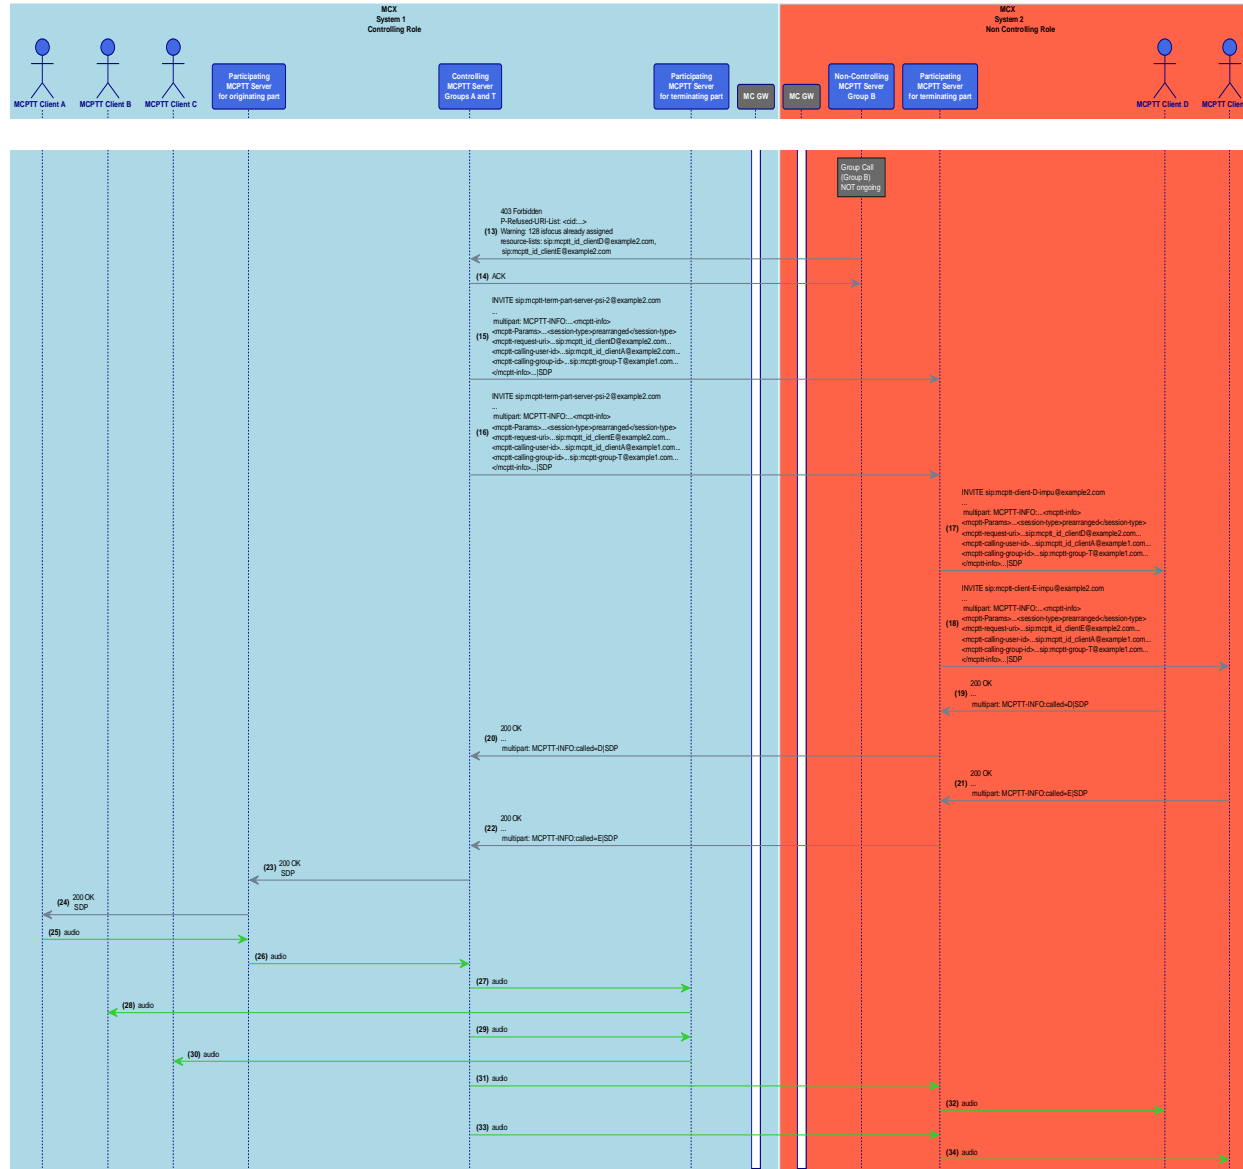 MCX
System 1
Controlling Role
MCX
System 2
Non Controlling Role
MCPTT Client A
MCPTT Client B
MCPTT Client C
Participating
MCPTT Server
for originating part
Controlling
MCPTT Server
Groups A and T
Participating
MCPTT Server
for terminating part
MC GW
MC GW
Non-Controlling
MCPTT Server
Group B
Participating
MCPTT Server
for terminating part
MCPTT Client D
MCPTT Clien
Group Call
(Group B)
NOT ongoing
403 Forbidden
P-Refused-URI-List: <cid:...>
(13) Warning: 128 isfocus already assigned
resource-lists: sip:mcptt_id_clientD@example2.com,
sip:mcptt_id_clientE@example2.com
(14) ACK
INVITE sip:mcptt-term-part-server-psi-2@example2.com
...
multipart: MCPTT-INFO:...<mcptt-info>
<mcptt-Params>...<session-type>prearranged</session-type>
(15) <mcptt-request-uri>...sip:mcptt_id_clientD@example2.com...
<mcptt-calling-user-id>...sip:mcptt_id_clientA@example2.com...
<mcptt-calling-group-id>...sip:mcptt-group-T@example1.com...
</mcptt-info>...|SDP
INVITE sip:mcptt-term-part-server-psi-2@example2.com
...
multipart: MCPTT-INFO:...<mcptt-info>
<mcptt-Params>...<session-type>prearranged</session-type>
(16) <mcptt-request-uri>...sip:mcptt_id_clientE@example2.com...
<mcptt-calling-user-id>...sip:mcptt_id_clientA@example1.com...
<mcptt-calling-group-id>...sip:mcptt-group-T@example1.com...
</mcptt-info>...|SDP
INVITE sip:mcptt-client-D-impu@example2.com
...
multipart: MCPTT-INFO:...<mcptt-info>
<mcptt-Params>...<session-type>prearranged</session-type>
(17) <mcptt-request-uri>...sip:mcptt_id_clientD@example2.com...
<mcptt-calling-user-id>...sip:mcptt_id_clientA@example1.com...
<mcptt-calling-group-id>...sip:mcptt-group-T@example1.com...
</mcptt-info>...|SDP
INVITE sip:mcptt-client-E-impu@example2.com
...
multipart: MCPTT-INFO:...<mcptt-info>
<mcptt-Params>...<session-type>prearranged</session-type>
(18) <mcptt-request-uri>...sip:mcptt_id_clientE@example2.com...
<mcptt-calling-user-id>...sip:mcptt_id_clientA@example1.com...
<mcptt-calling-group-id>...sip:mcptt-group-T@example1.com...
</mcptt-info>...|SDP
200 OK
(19) ...
multipart: MCPTT-INFO:called=D|SDP
200 OK
(20) ...
multipart: MCPTT-INFO:called=D|SDP
200 OK
(21) ...
multipart: MCPTT-INFO:called=E|SDP
200 OK
(22) ...
multipart: MCPTT-INFO:called=E|SDP
(23) 200 OK
SDP
(24) 200 OK
SDP
(25) audio
(26) audio
(27) audio
(28) audio
(29) audio
(30) audio
(31) audio
(32) audio
(33) audio
(34) audio